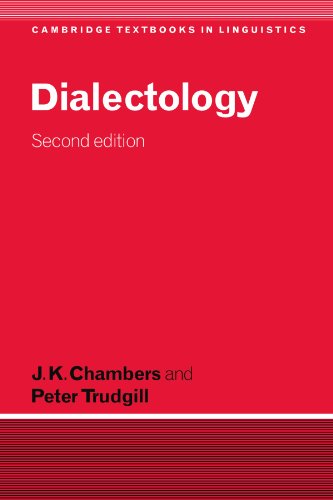 CAMBRIDGE TEXTBOOKS IN LINGUISTICS
Dialectology
Second edition
J. K. Chambers and
Peter Trudgill